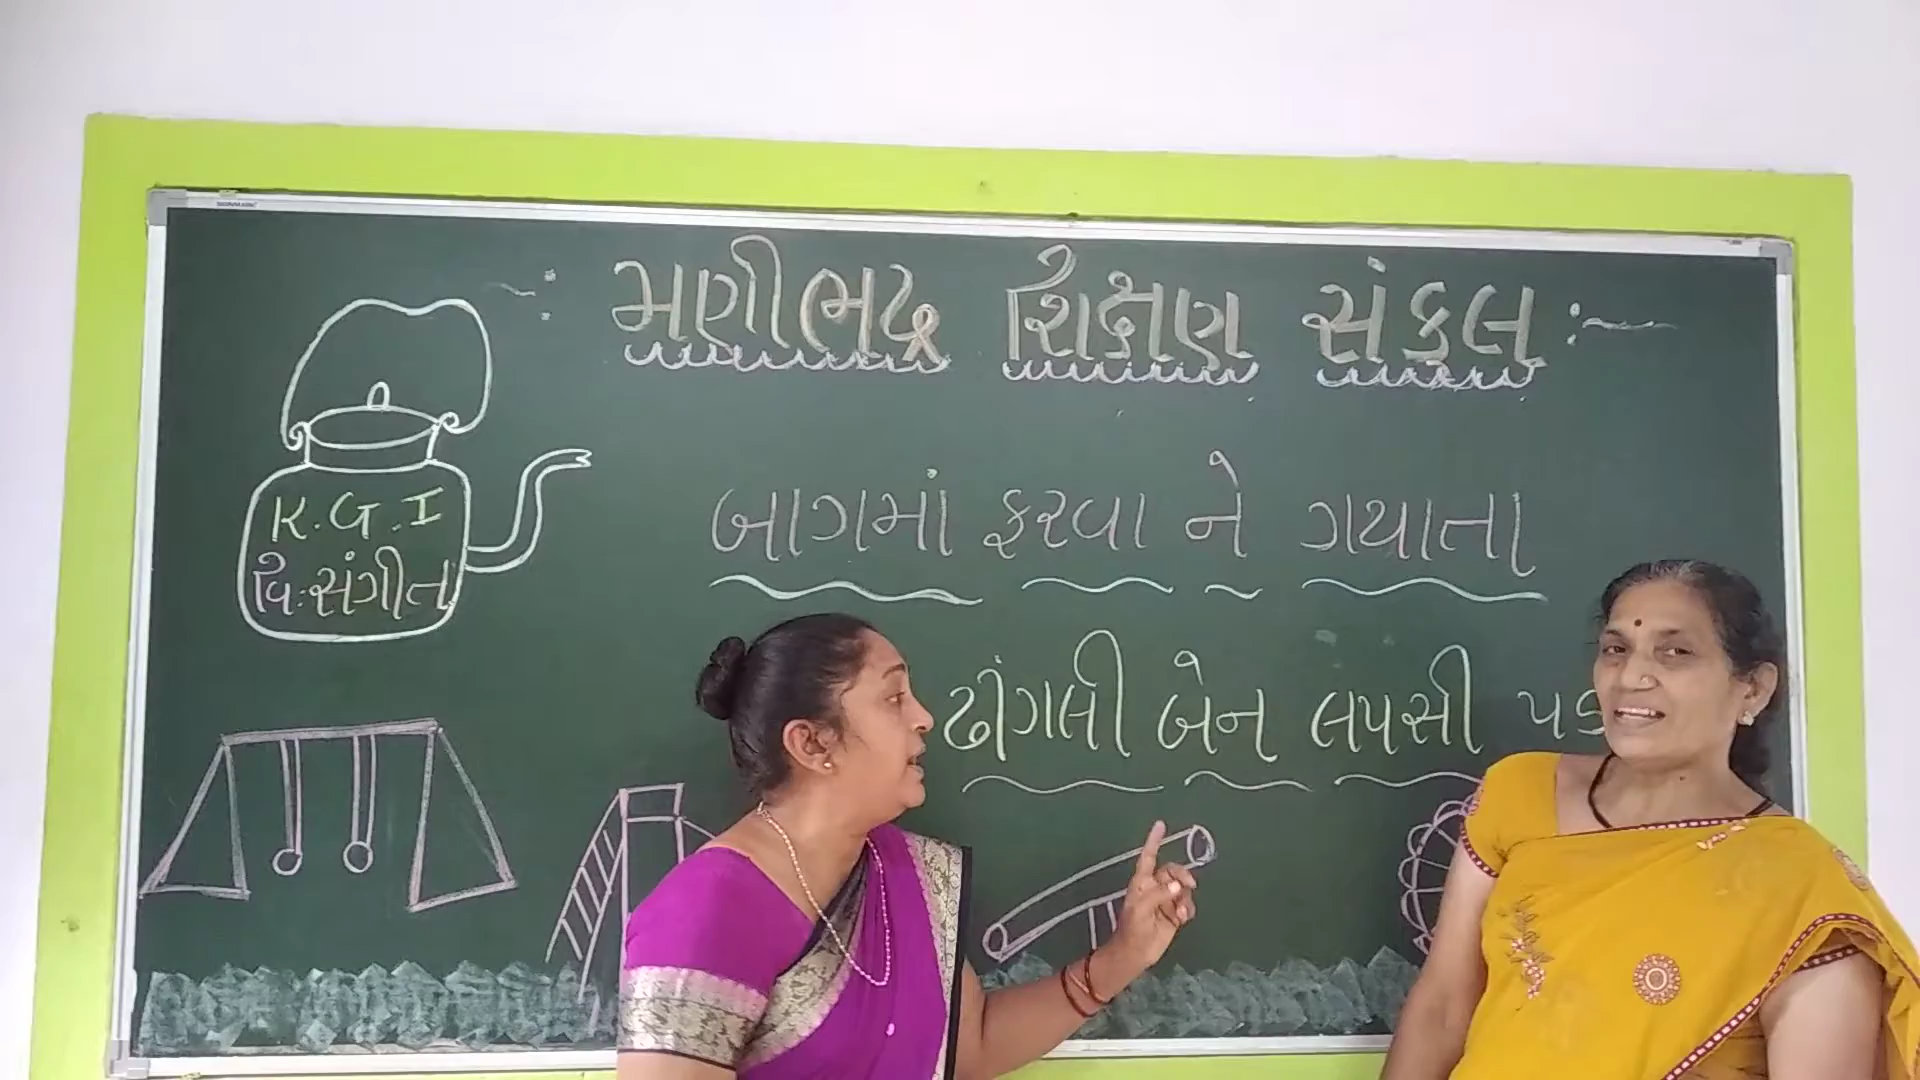 -: મણીભદ્ર શિક્ષણ સંકુલ :-
K.G.I
વિ:સંગીત
બાગમાં ફરવા ને ગયાતા
ઢીંગલી બેન લપસી